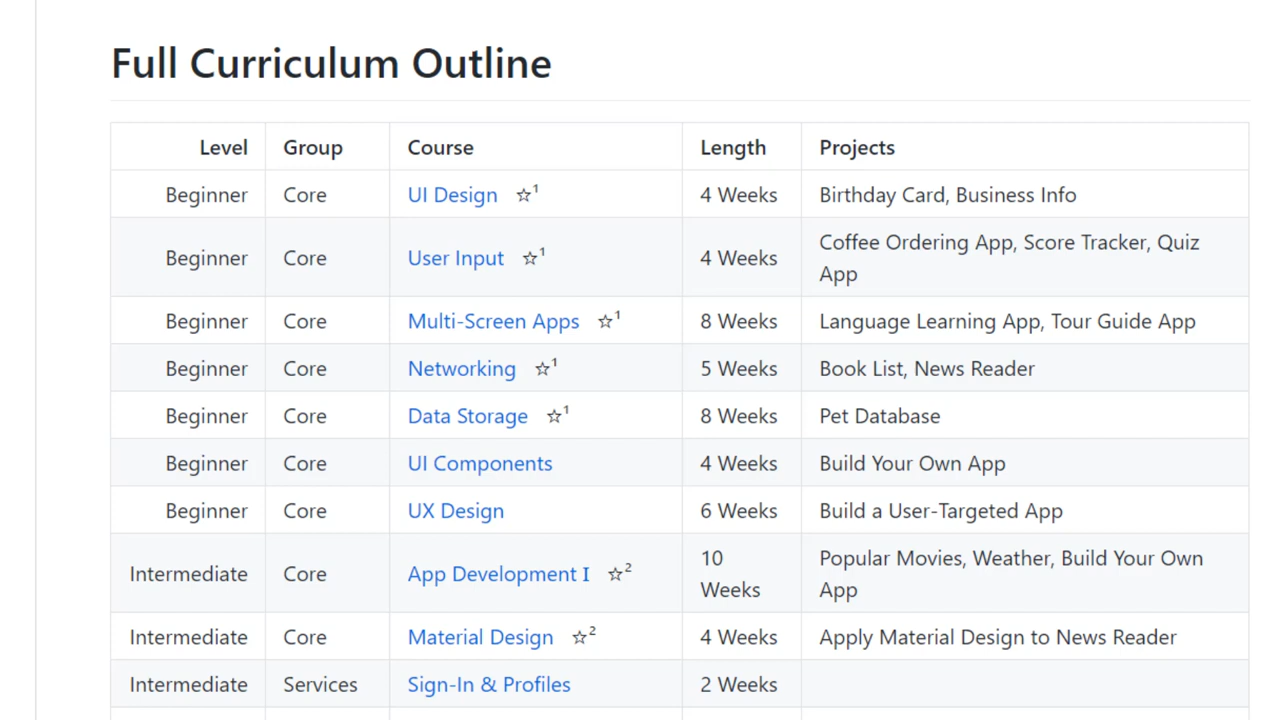 Full Curriculum Outline
Level Group Course Length Projects
Beginner Core UI Design ☆1 4 Weeks Birthday Card, Business Info
Beginner Core User Input ☆1 4 Weeks Coffee Ordering App, Score Tracker, Quiz
App
Beginner Core Multi-Screen Apps ☆1 8 Weeks Language Learning App, Tour Guide App
Beginner Core Networking ☆1 5 Weeks Book List, News Reader
Beginner Core Data Storage ☆1 8 Weeks Pet Database
Beginner Core UI Components 4 Weeks Build Your Own App
Beginner Core UX Design 6 Weeks Build a User-Targeted App
Intermediate Core App Development I ☆2 10
Weeks Popular Movies, Weather, Build Your Own
App
Intermediate Core Material Design ☆2 4 Weeks Apply Material Design to News Reader
Intermediate Services Sign-In & Profiles 2 Weeks